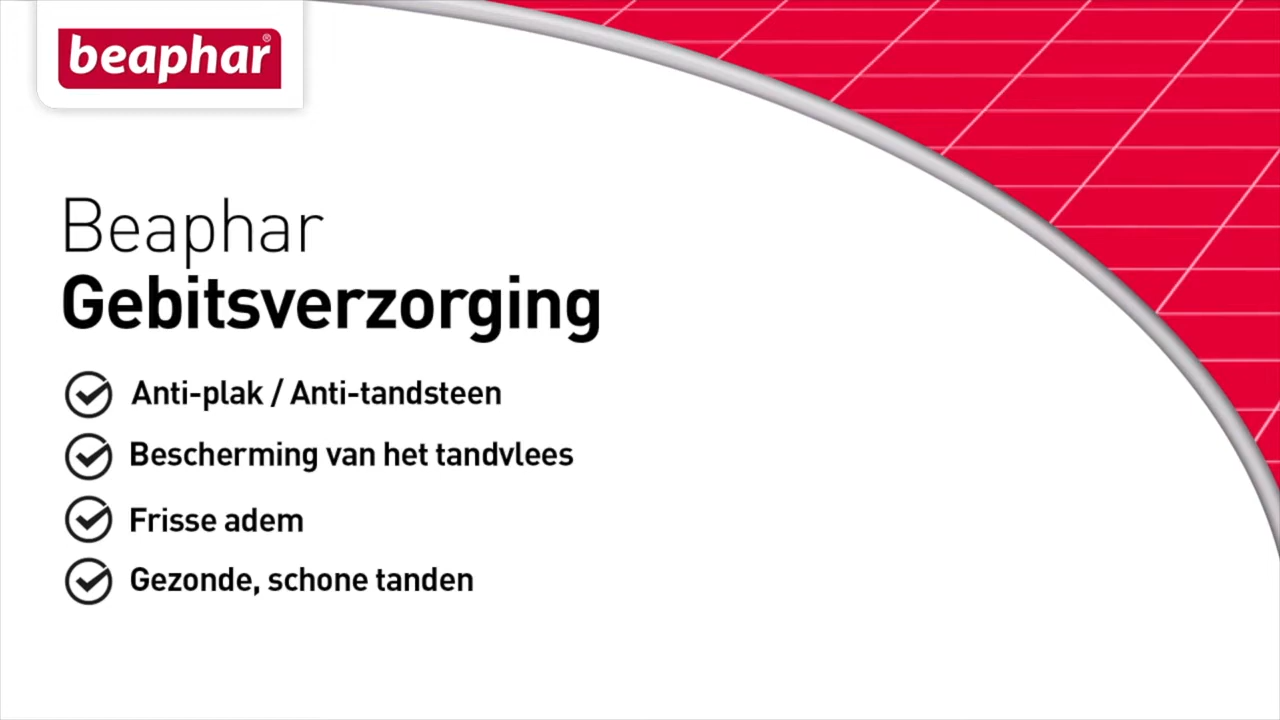 beaphar®
Beaphar
Gebitsverzorging
Anti-plak / Anti-tandsteen
Bescherming van het tandvlees
Frisse adem
Gezonde, schone tanden